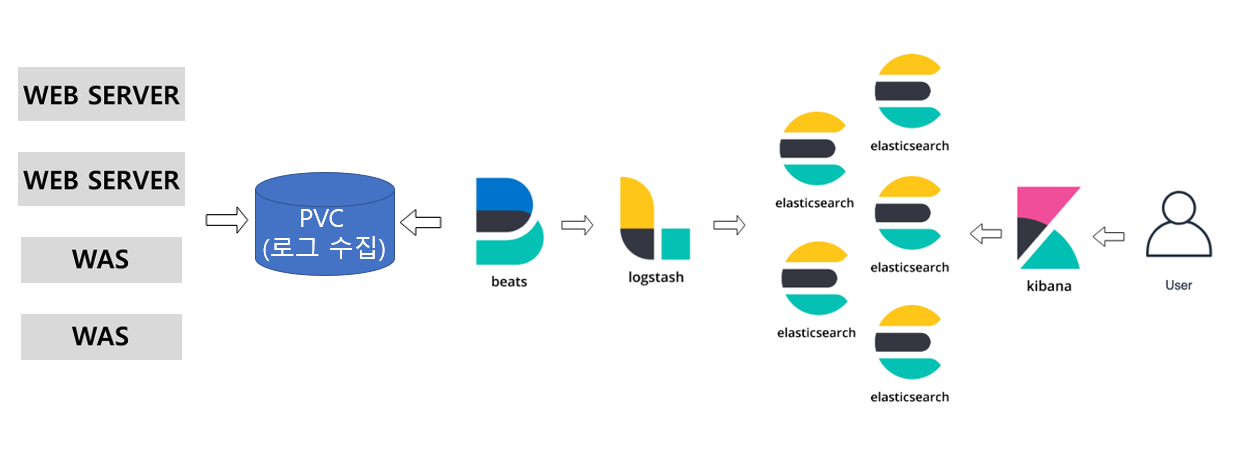 WEB SERVER
WEB SERVER
WAS
WAS
PVC
(로그 수집)
beats
logstash
elasticsearch
elasticsearch
elasticsearch
elasticsearch
elasticsearch
kibana
User